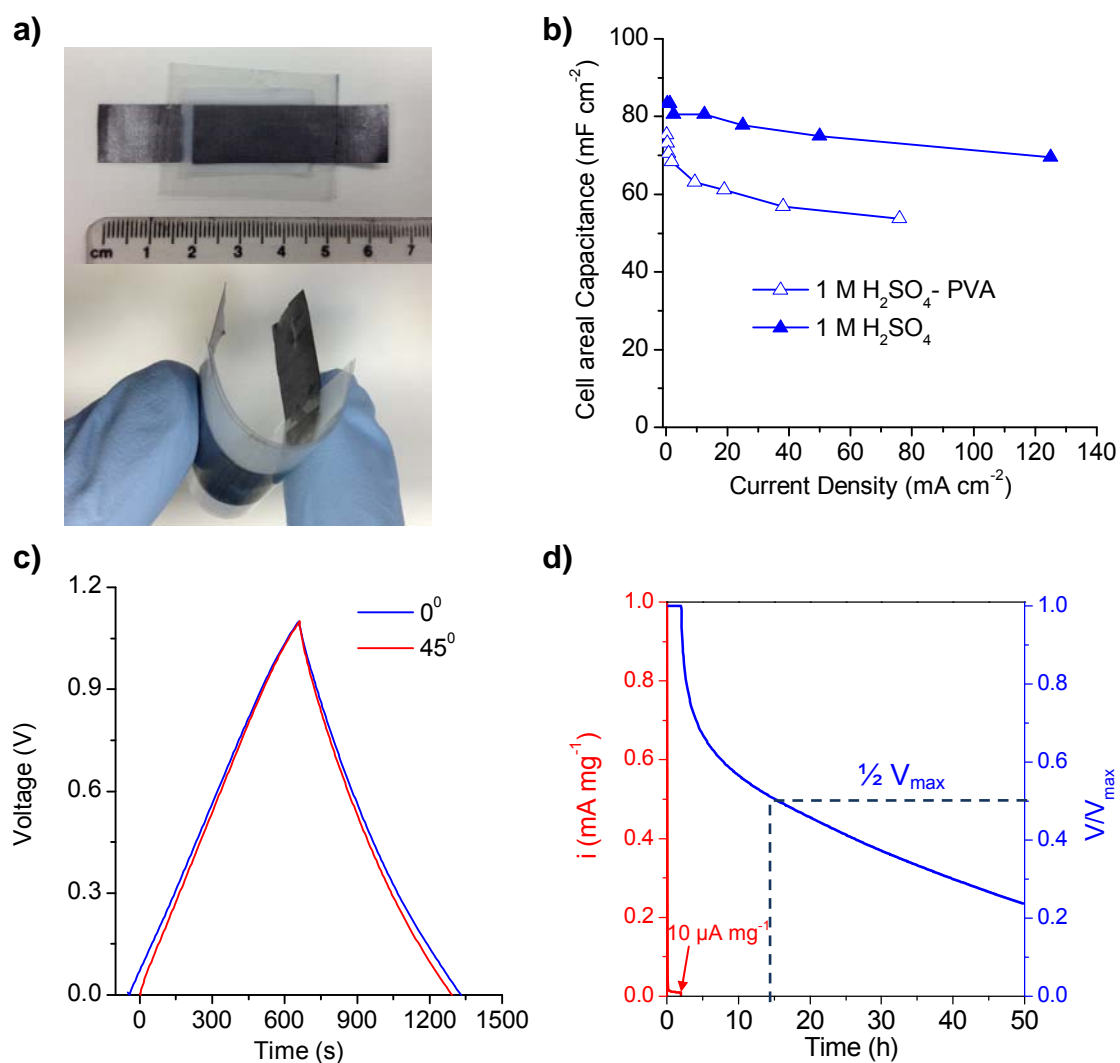 a)
cm 1 2 3 4 5 6 7
b)
100
80
60
40
20
0
Cell areal Capacitance (mF cm⁻²)
1 M H₂SO₄- PVA
1 M H₂SO₄
0 20 40 60 80 100 120 140
Current Density (mA cm⁻²)
c)
1.2
0.9
0.6
0.3
0.0
Voltage (V)
0⁰
45⁰
0 300 600 900 1200 1500
Time (s)
d)
1.0
0.8
0.6
0.4
0.2
0.0
i (mA mg⁻¹)
½ Vmax
10 µA mg⁻¹
1.0
0.8
0.6
0.4
0.2
0.0
V/Vmax
0 10 20 30 40 50
Time (h)